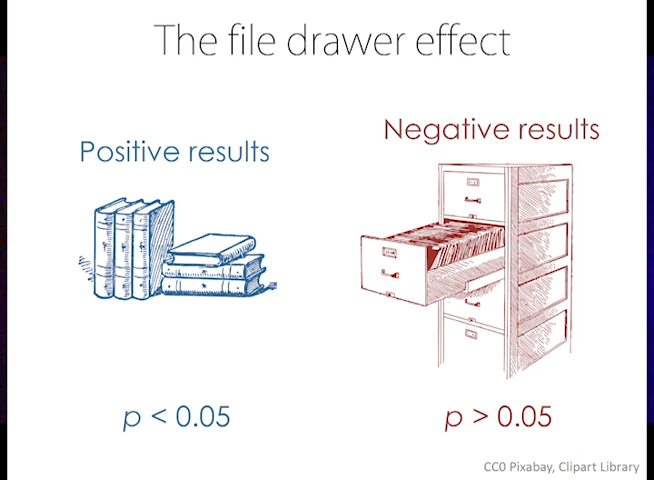 The file drawer effect
Positive results
Negative results
p < 0.05
p > 0.05
CC0 Pixabay, Clipart Library